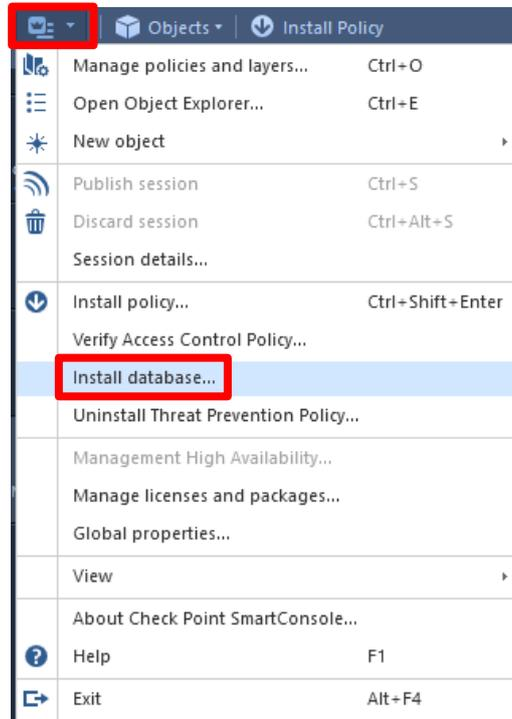 Objects Install Policy
Manage policies and layers... Ctrl+O
Open Object Explorer... Ctrl+E
New object
Publish session Ctrl+S
Discard session Ctrl+Alt+S
Session details...
Install policy... Ctrl+Shift+Enter
Verify Access Control Policy...
Install database...
Uninstall Threat Prevention Policy...
Management High Availability...
Manage licenses and packages...
Global properties...
View
About Check Point SmartConsole...
Help F1
Exit Alt+F4